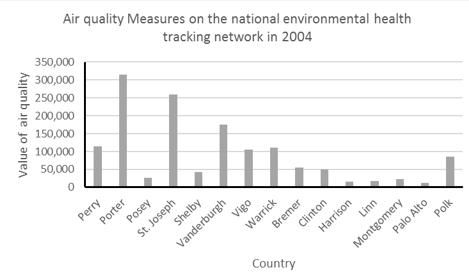 Air quality Measures on the national environmental health
tracking network in 2004
Value of air quality
350,000
300,000
250,000
200,000
150,000
100,000
50,000
0
Perry
Porter
Posey
St. Joseph
Shelby
Vanderburgh
Vigo
Warrick
Bremer
Clinton
Harrison
Linn
Montgomery
Palo Alto
Polk
Country